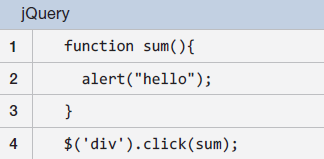 jQuery
1 function sum(){
2 alert("hello");
3 }
4 $('div').click(sum);